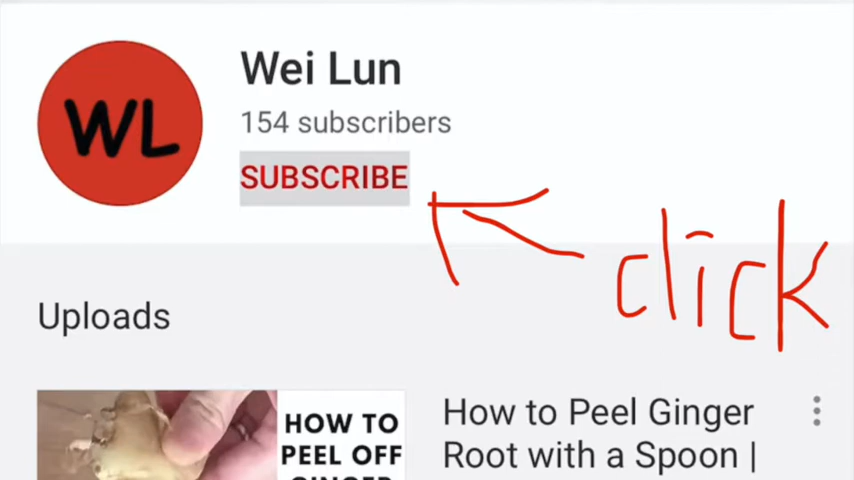 WL
Wei Lun
154 subscribers
SUBSCRIBE
click
Uploads
HOW TO
PEEL OFF
GINGER
How to Peel Ginger
Root with a Spoon |